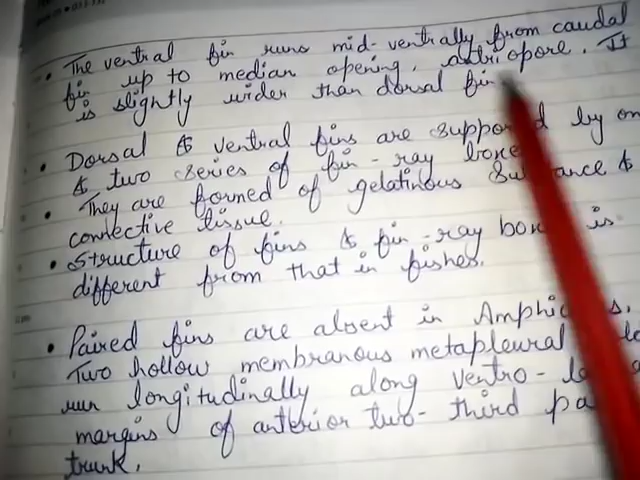 • The ventral fin runs mid-ventrally from caudal
fin up to median opening, atriopore. It
is slightly wider than dorsal fin
• Dorsal & ventral fins are supported by one
& two series of fin-ray boxes
• They are formed of gelatinous substance &
connective tissue.
• Structure of fins & fin-ray boxes is
different from that in fishes.
• Paired fins are absent in
Two hollow membranous metapleural
run longitudinally along ventro-
margins of anterior two-third
trunk.